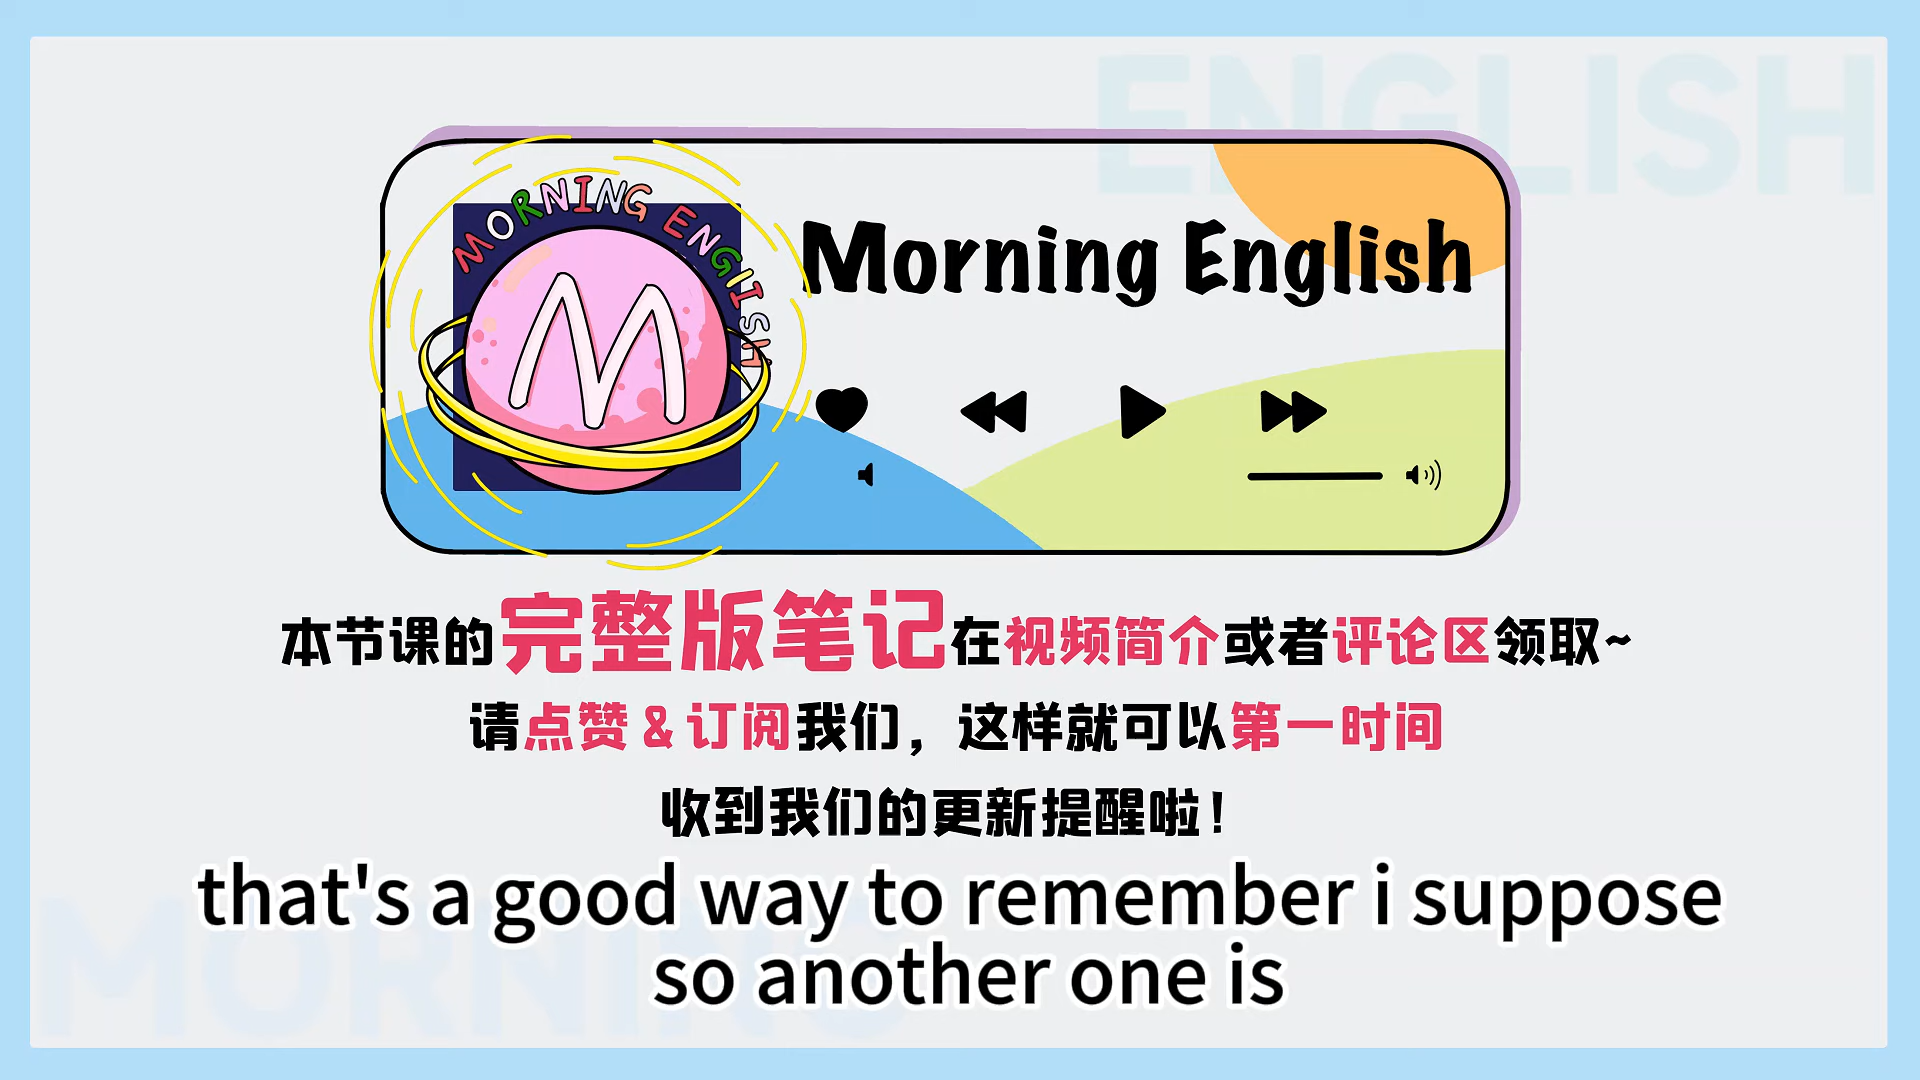 ENGLISH
MORNING ENGLISH
M
Morning English
本节课的完整版笔记在视频简介或者评论区领取~
请点赞&订阅我们，这样就可以第一时间
收到我们的更新提醒啦！
that's a good way to remember i suppose
so another one is
MORNING